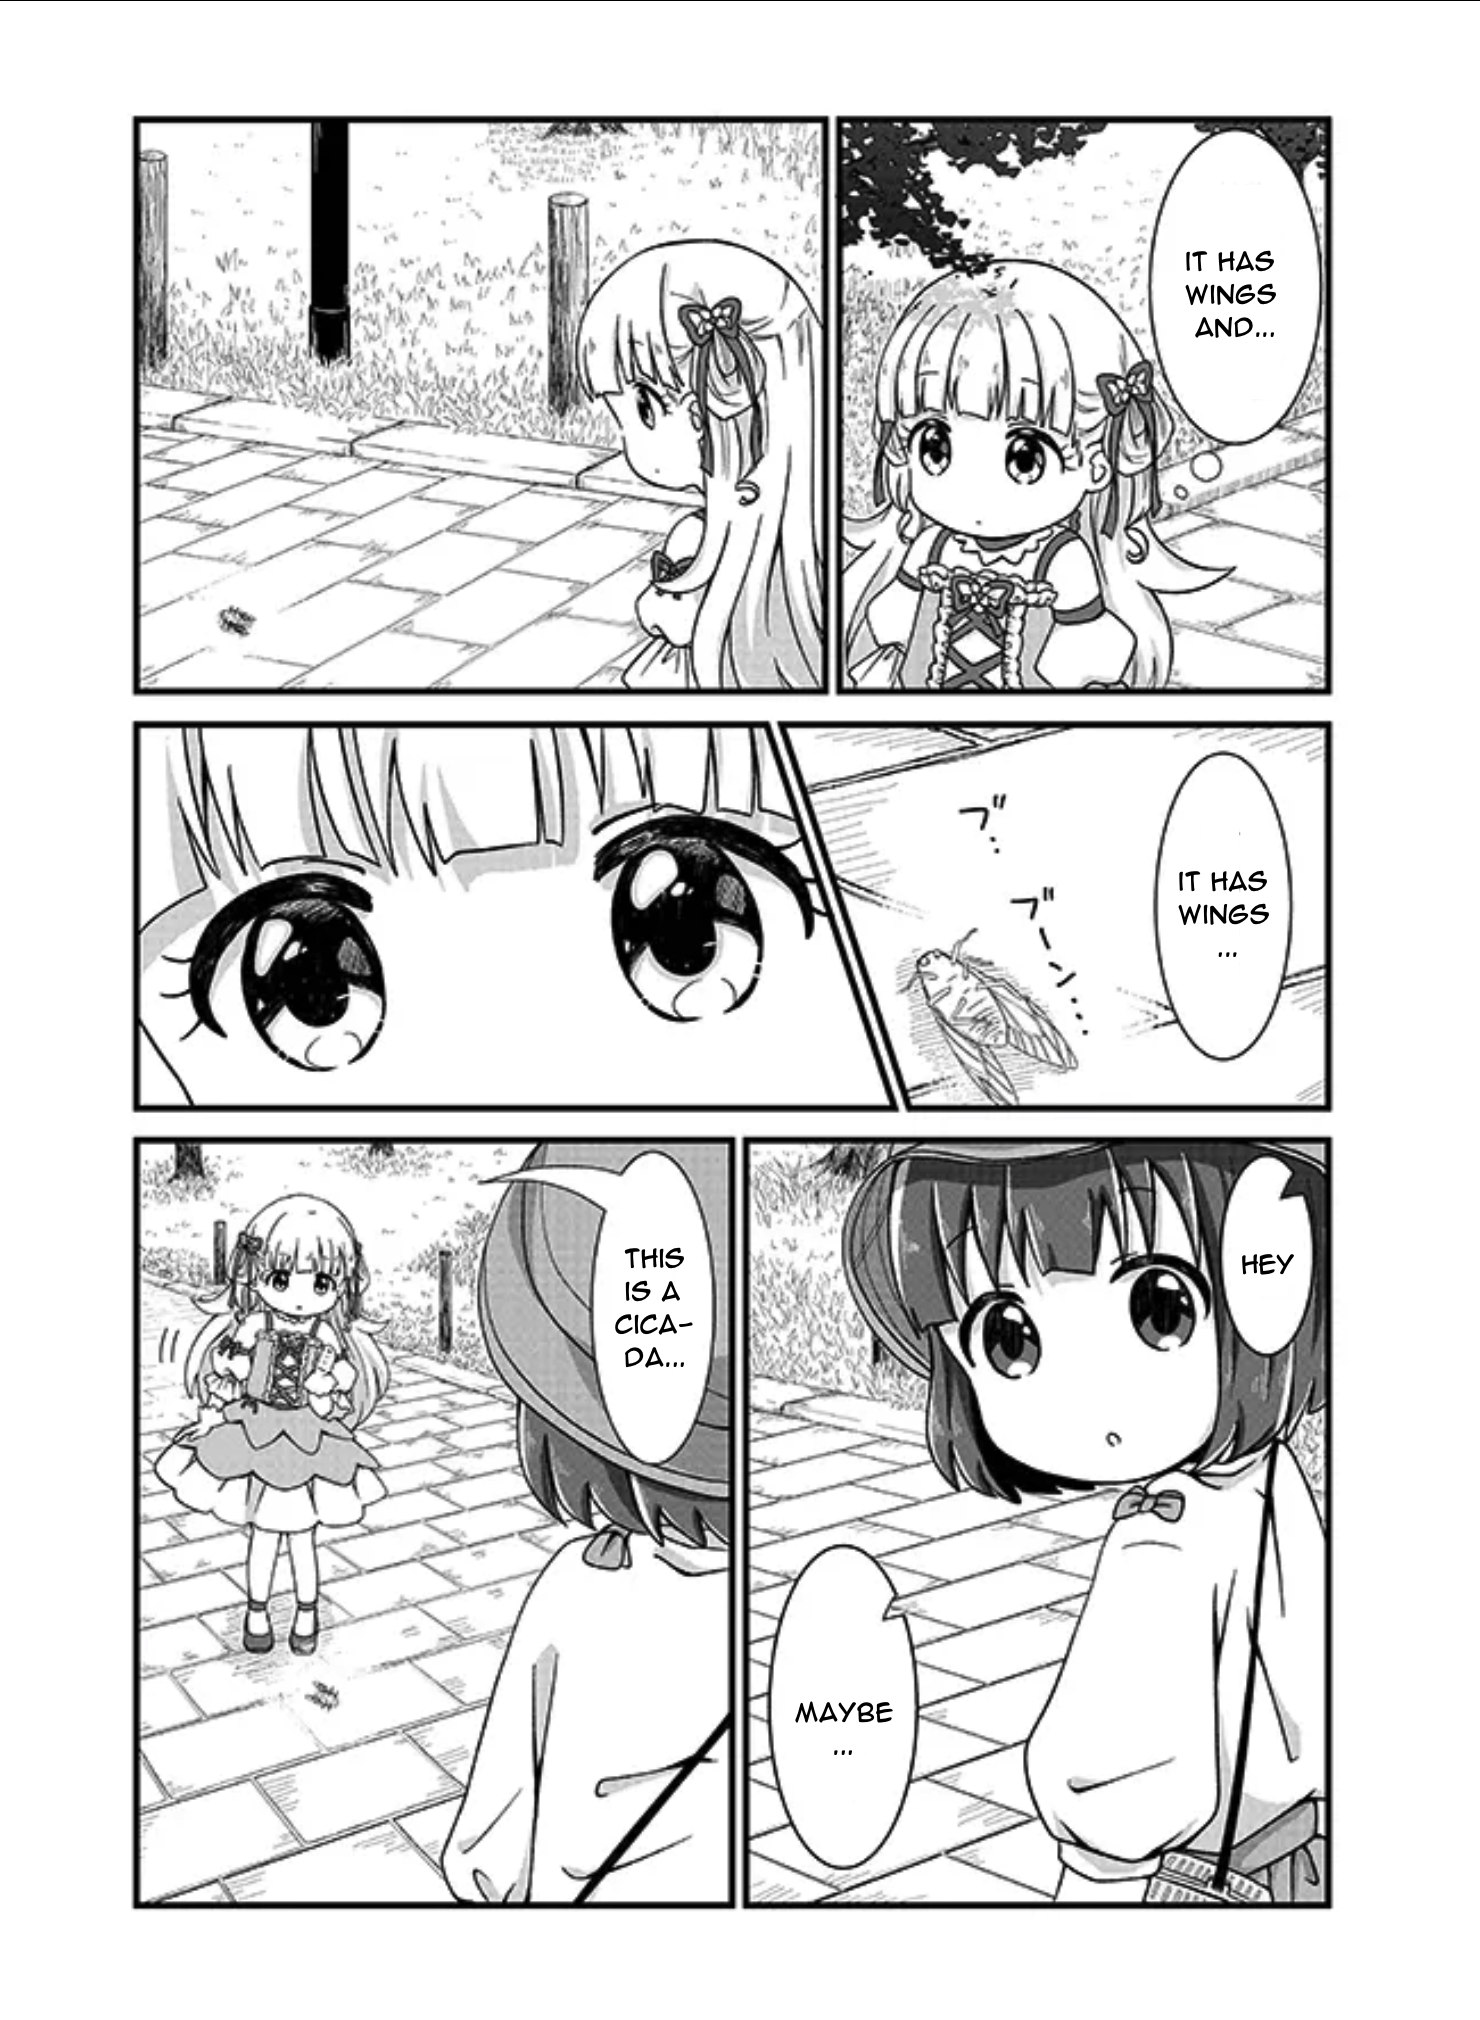 IT HAS
WINGS
AND...
IT HAS
WINGS
...
ブ...
ブーン...
HEY
MAYBE
...
THIS
IS A
CICA-
DA...